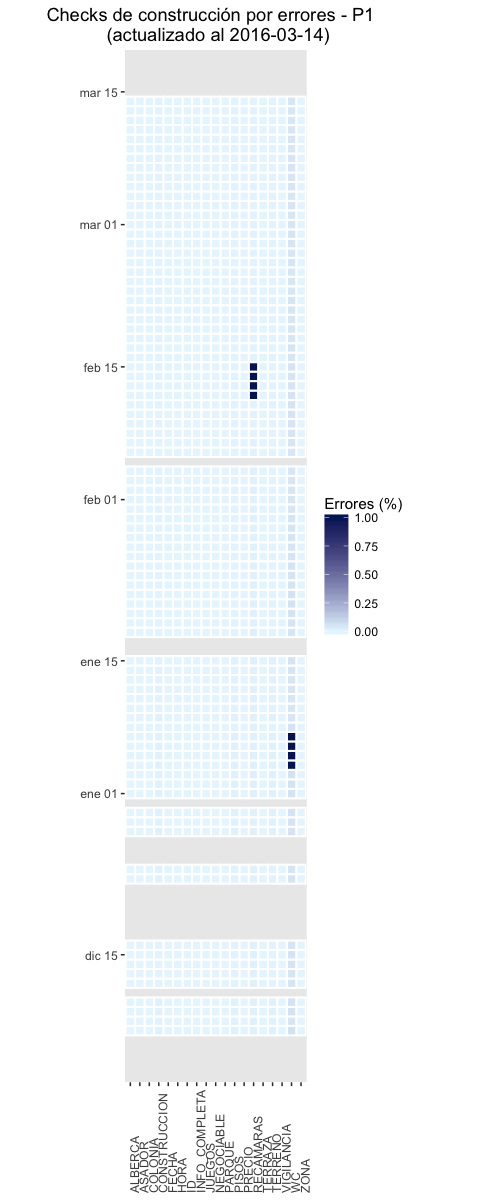 Checks de construcción por errores - P1
(actualizado al 2016-03-14)
mar 15
mar 01
feb 15
feb 01
ene 15
ene 01
dic 15
Errores (%)
1.00
0.75
0.50
0.25
0.00
ALBERCA
ASADOR
COLONIA
CONSTRUCCION
FECHA
HORA
ID
INFO_COMPLETA
JUEGOS
NEGOCIABLE
PARQUE
PISOS
PRECIO
RECAMARAS
TERRAZA
TERRENO
VIGILANCIA
WC
ZONA